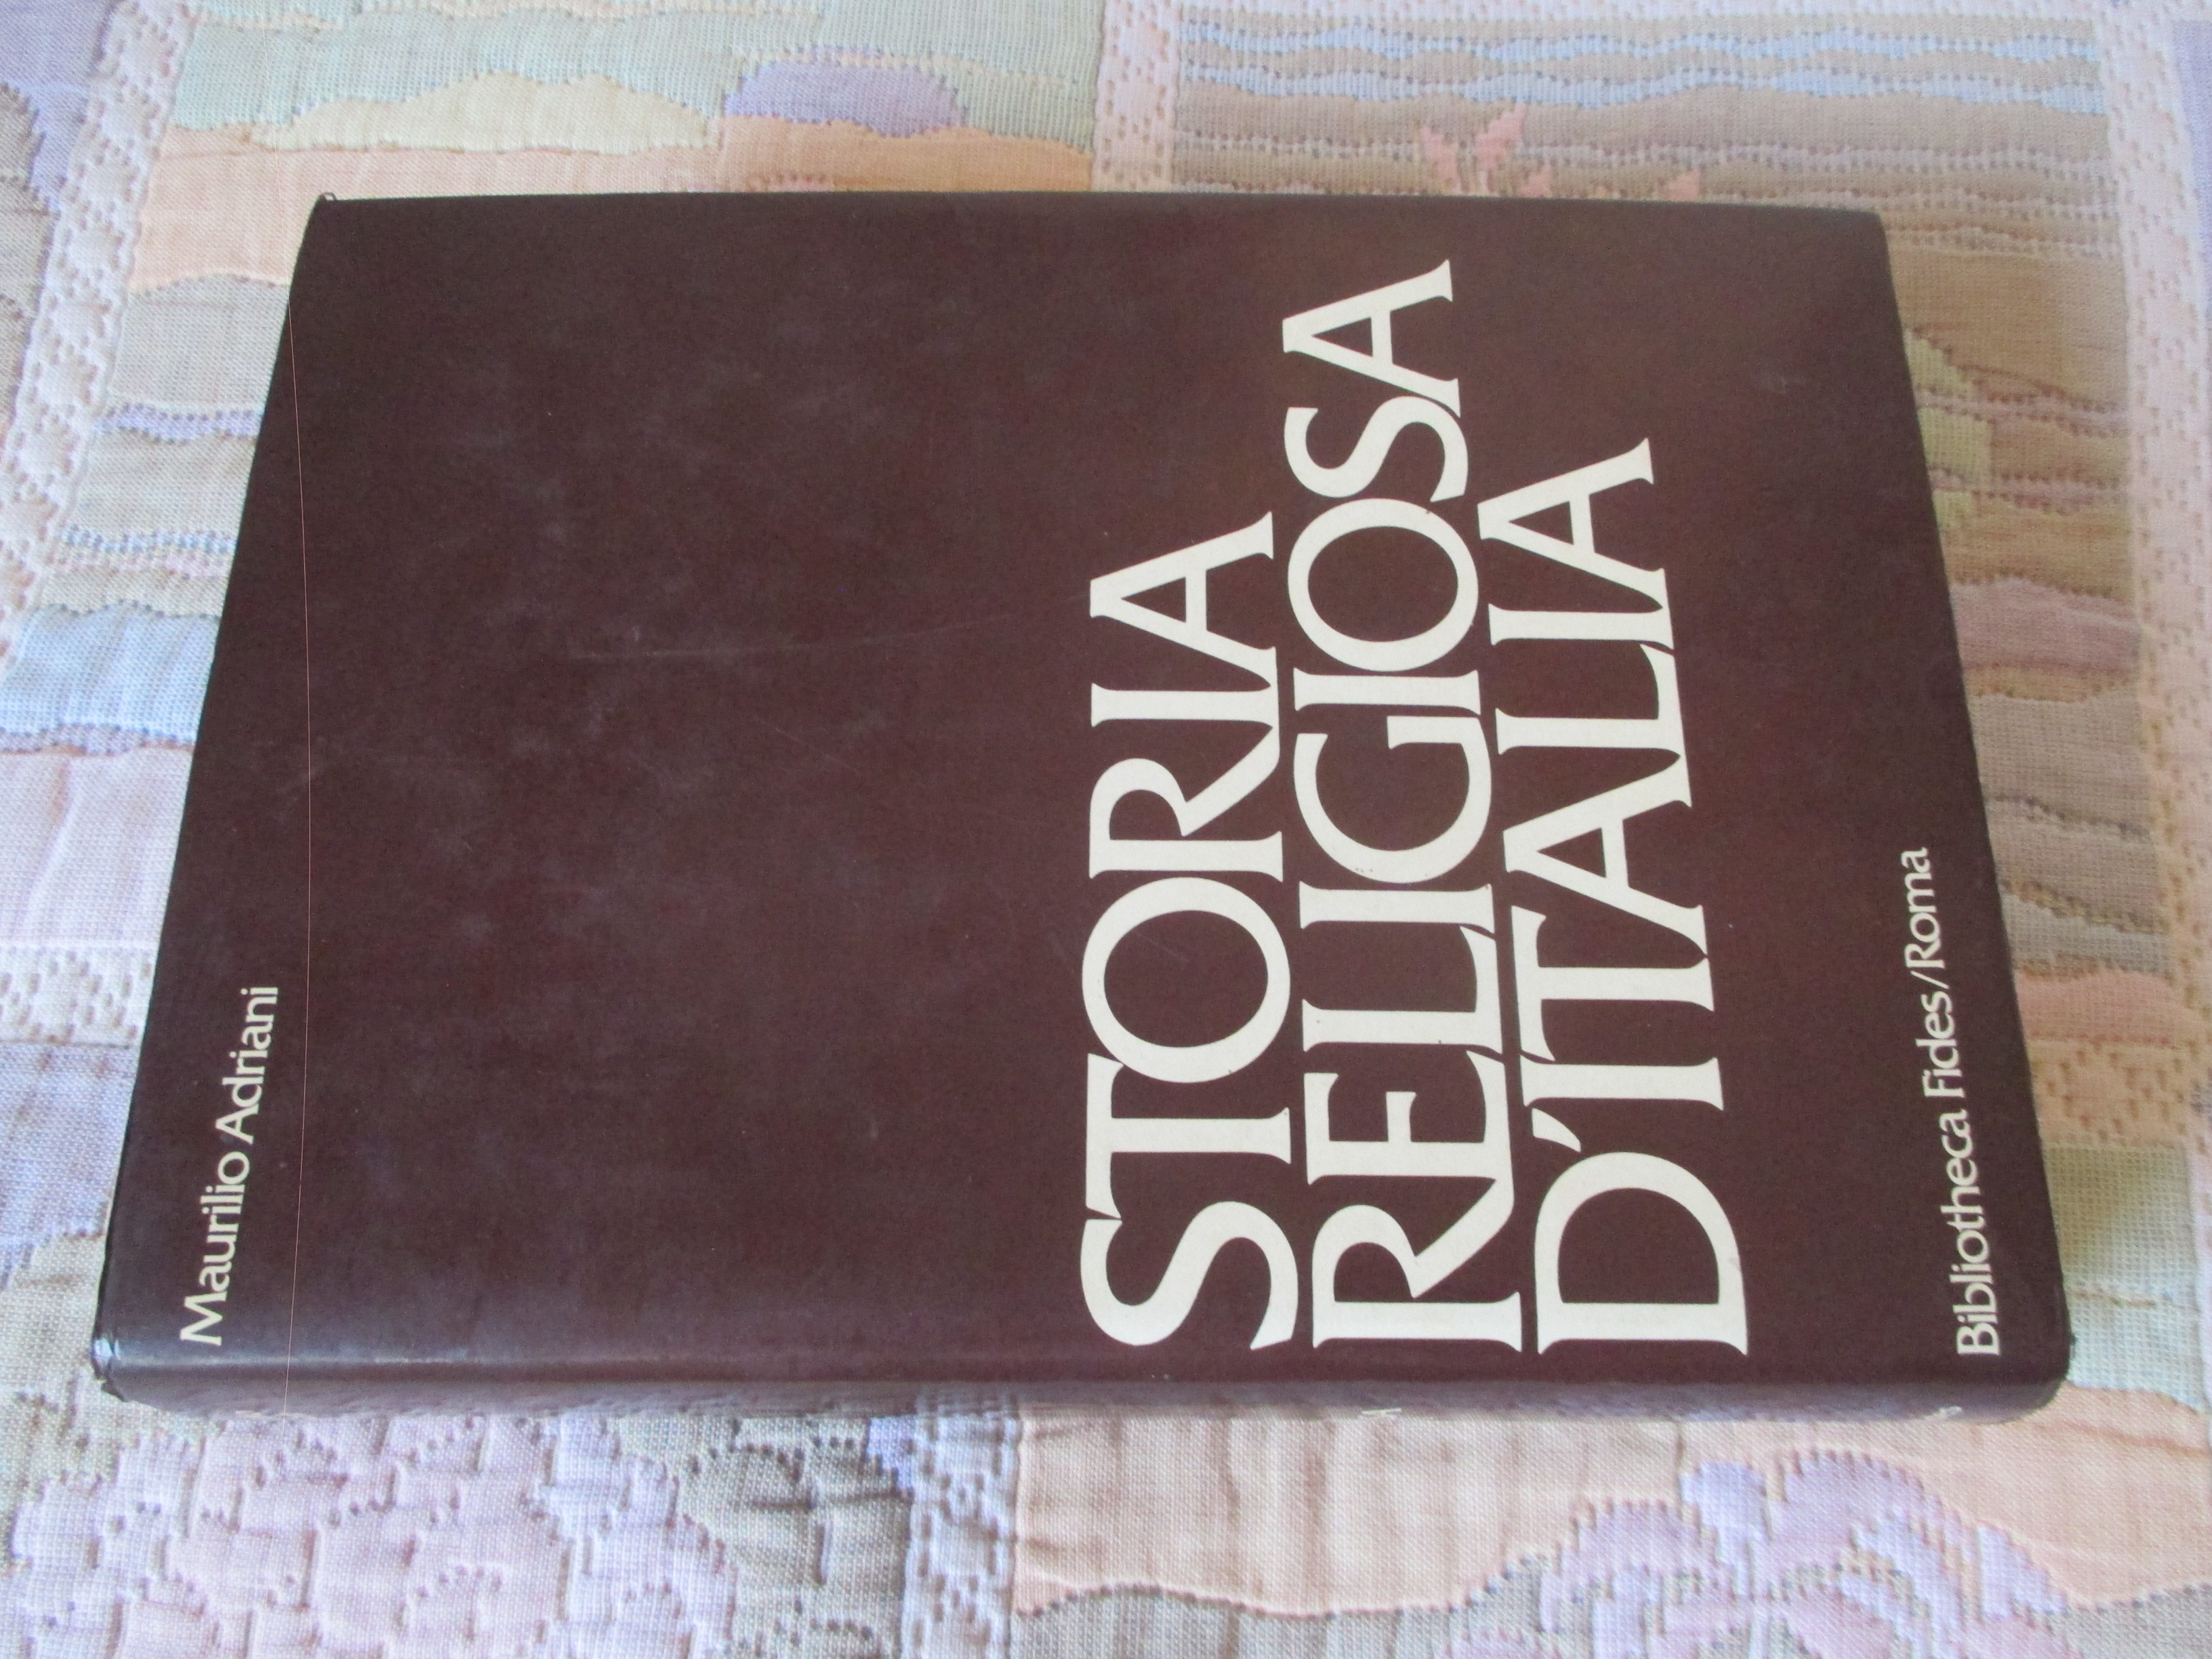 Maurilio Adriani
STORIA
RELIGIOSA
D'ITALIA
Bibliotheca Fides/Roma